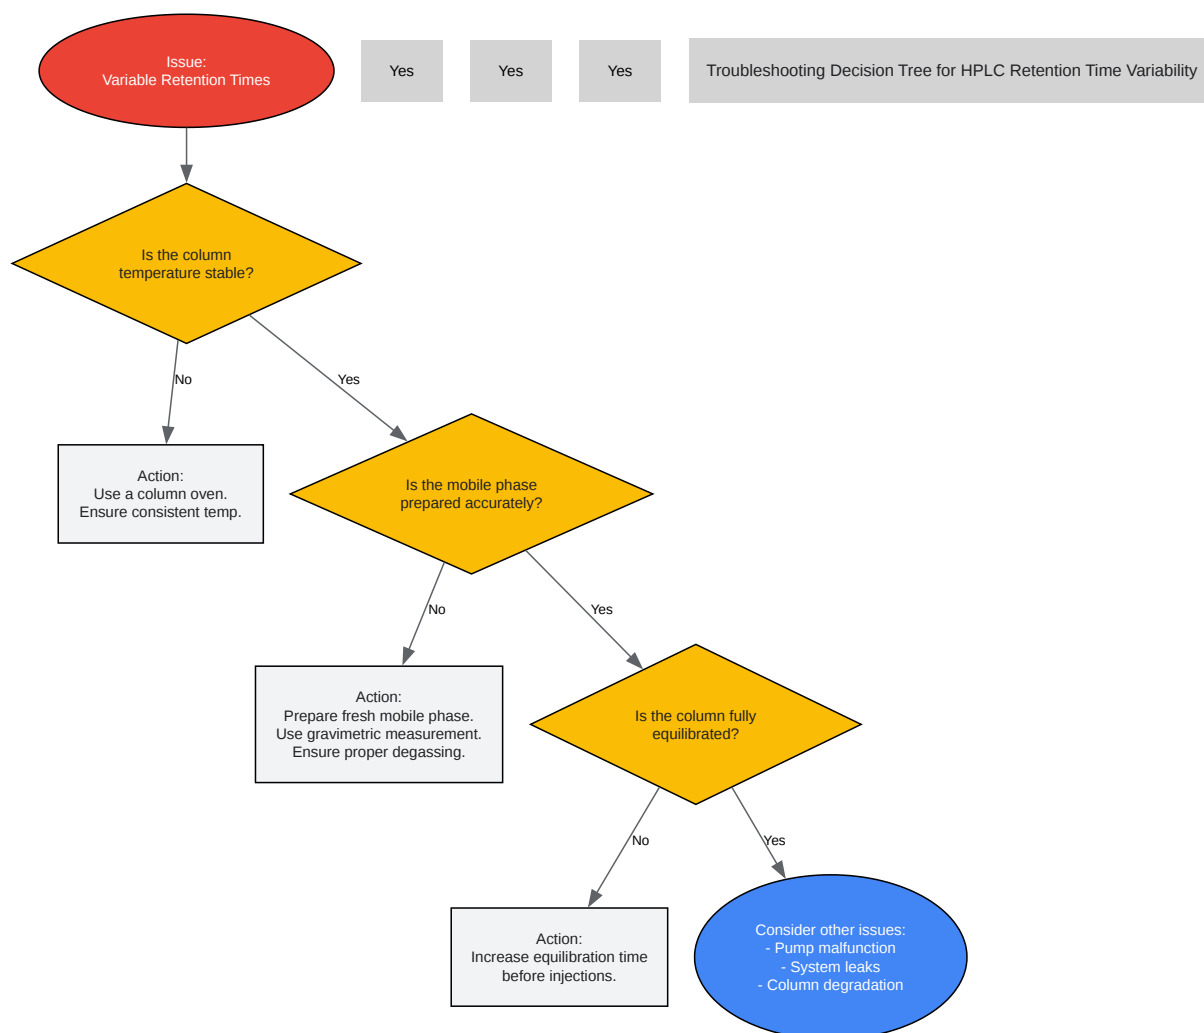 Issue:
Variable Retention Times
Yes
Yes
Yes
Troubleshooting Decision Tree for HPLC Retention Time Variability
Is the column
temperature stable?
No
Yes
Action:
Use a column oven.
Ensure consistent temp.
Is the mobile phase
prepared accurately?
No
Yes
Action:
Prepare fresh mobile phase.
Use gravimetric measurement.
Ensure proper degassing.
Is the column fully
equilibrated?
No
Yes
Action:
Increase equilibration time
before injections.
Consider other issues:
- Pump malfunction
- System leaks
- Column degradation